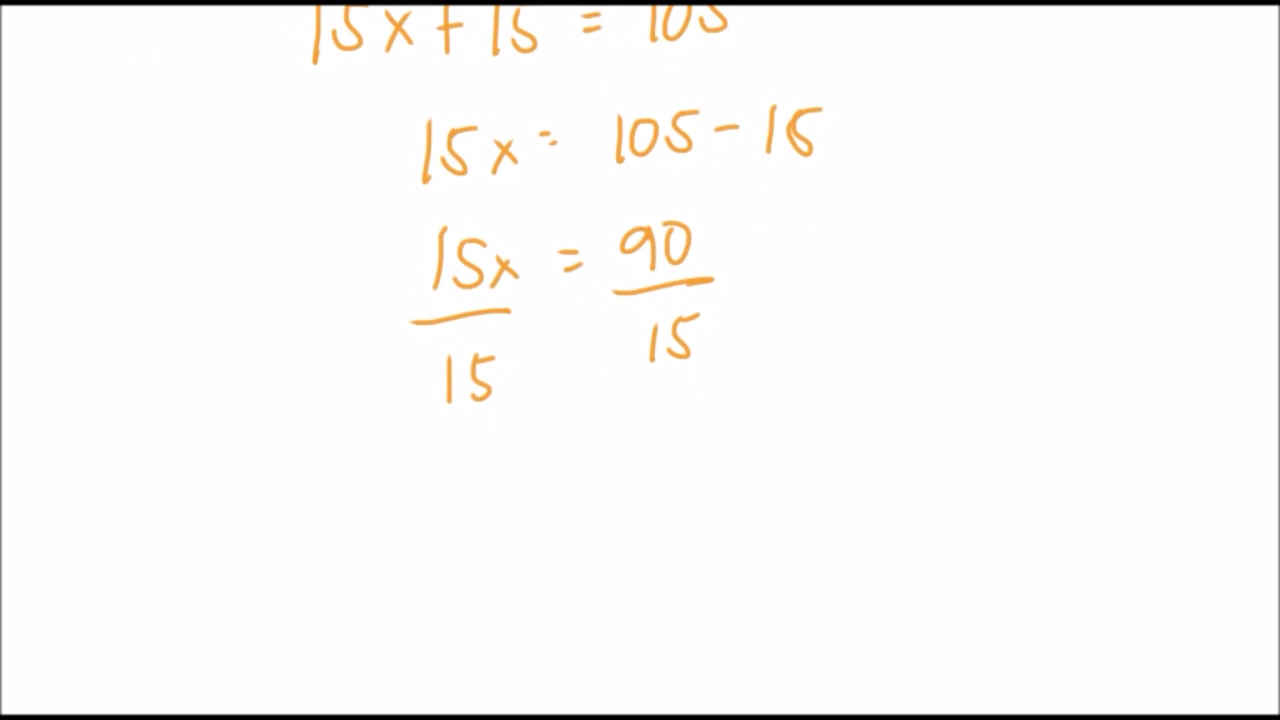 15x + 15 = 105
15x = 105 - 15
15x = 90
15 15